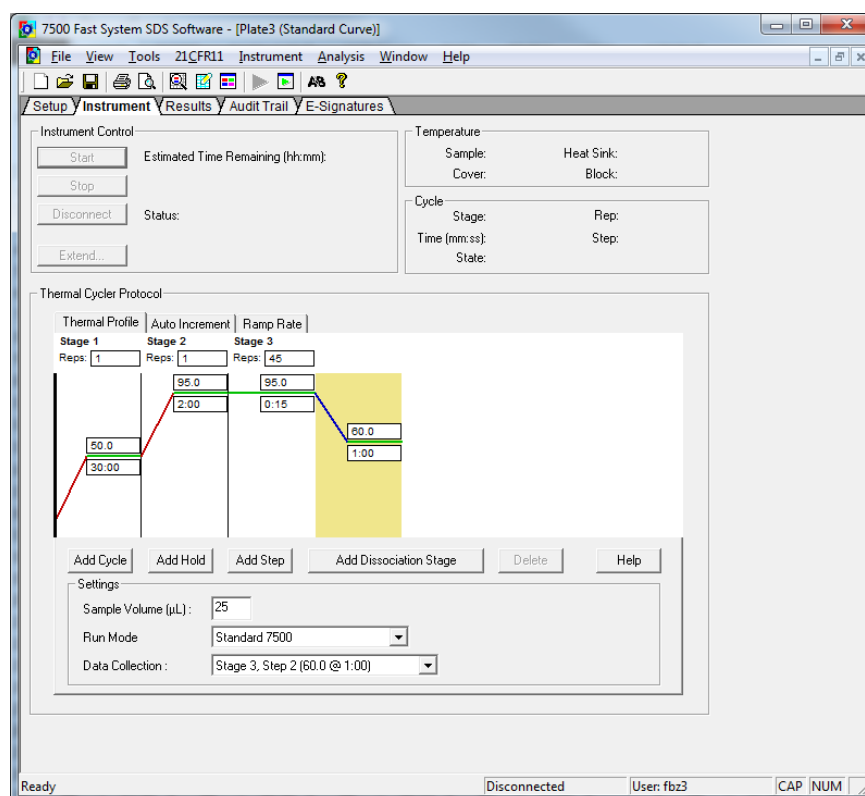 7500 Fast System SDS Software - [Plate3 (Standard Curve)]
File View Tools 21CFR11 Instrument Analysis Window Help
Setup Instrument Results Audit Trail E-Signatures
Instrument Control
Start Estimated Time Remaining (hh:mm):
Stop
Disconnect Status:
Extend...
Temperature
Sample: Heat Sink:
Cover: Block:
Cycle
Stage: Rep:
Time (mm:ss): Step:
State:
Thermal Cycler Protocol
Thermal Profile Auto Increment Ramp Rate
Stage 1 Stage 2 Stage 3
Reps: 1 Reps: 1 Reps: 45
95.0 95.0
2:00 0:15
60.0
1:00
50.0
30:00
Add Cycle Add Hold Add Step Add Dissociation Stage Delete Help
Settings
Sample Volume (µL) : 25
Run Mode Standard 7500
Data Collection : Stage 3, Step 2 (60.0 @ 1:00)
Ready Disconnected User: fbz3 CAP NUM